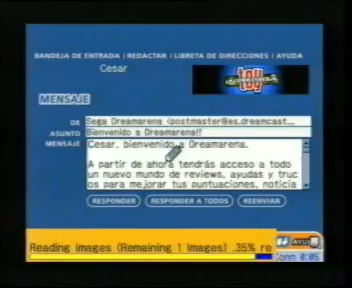 BANDEJA DE ENTRADA | REDACTAR | LIBRETA DE DIRECCIONES | AYUDA
Cesar
MENSAJE
DE Sega Dreamarena (postmaster@es.dreamcast...
ASUNTO Bienvenido a Dreamarena!!
MENSAJE Cesar, bienvenido a Dreamarena.
A partir de ahora tendrás acceso a todo
un nuevo mundo de reviews, ayudas y truc
os para mejorar tus puntuaciones, noticia
RESPONDER RESPONDER A TODOS REENVIAR
Reading images (Remaining 1 images) .35% re
Conn 0:05